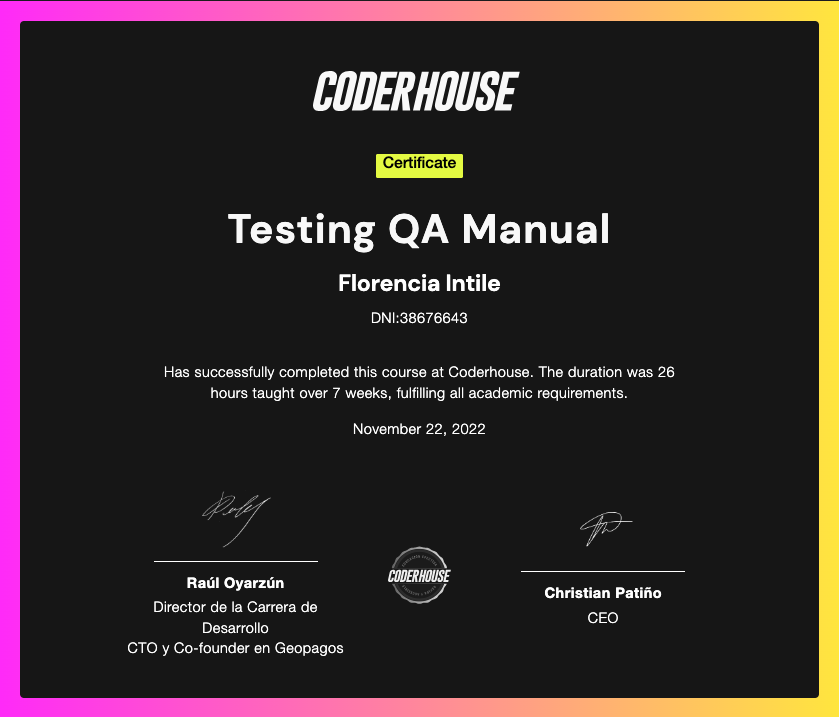 CODERHOUSE
Certificate
Testing QA Manual
Florencia Intile
DNI:38676643
Has successfully completed this course at Coderhouse. The duration was 26
hours taught over 7 weeks, fulfilling all academic requirements.
November 22, 2022
Raúl Oyarzún
Director de la Carrera de
Desarrollo
CTO y Co-founder en Geopagos
CODERHOUSE
Christian Patiño
CEO